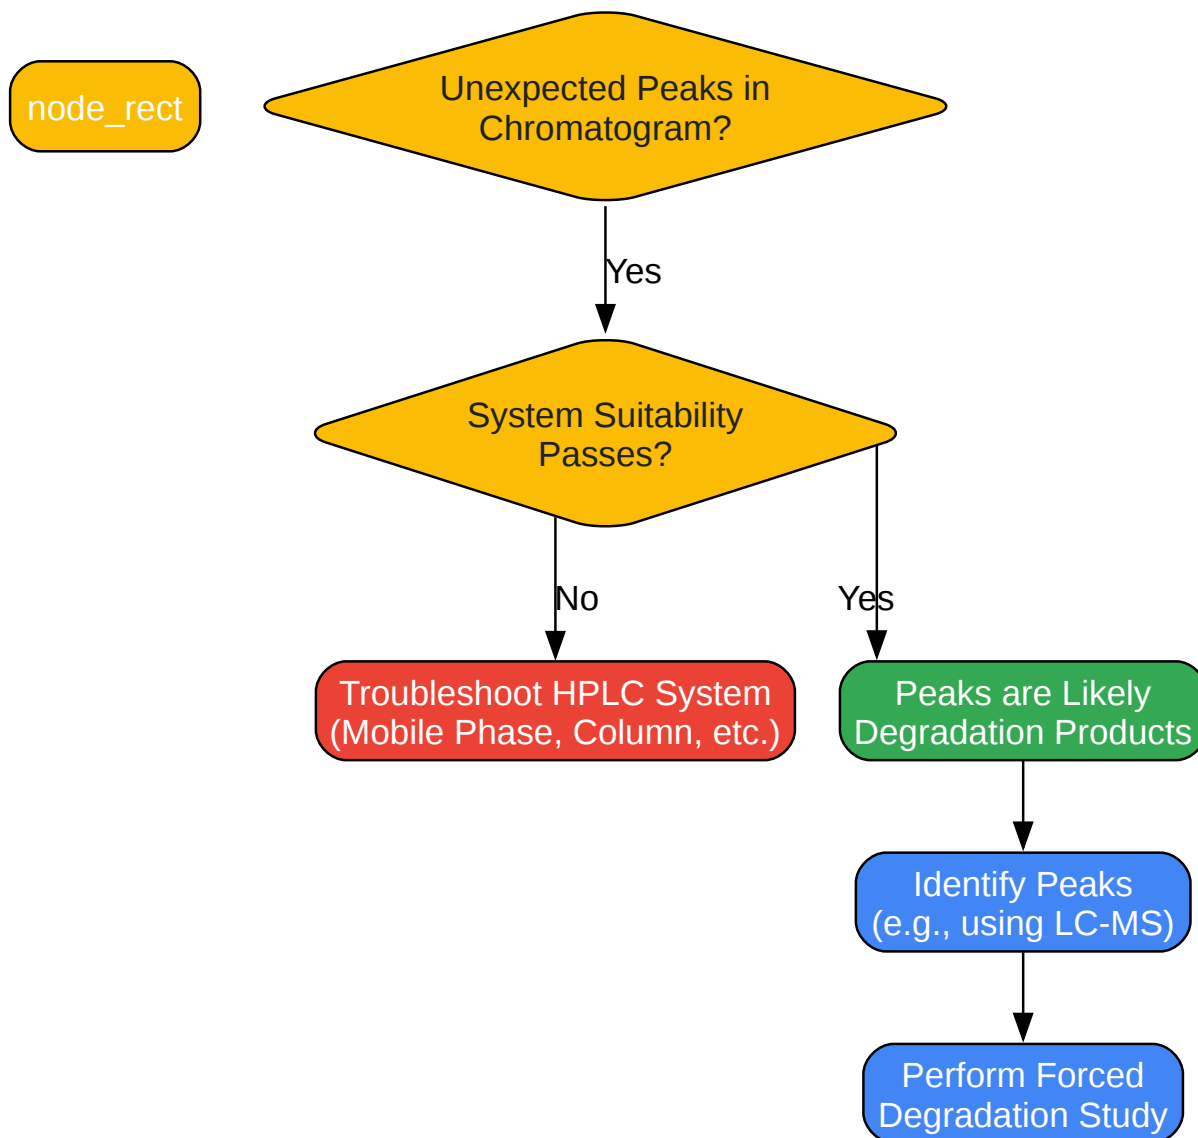 node_rect
Unexpected Peaks in
Chromatogram?
Yes
System Suitability
Passes?
No
Yes
Troubleshoot HPLC System
(Mobile Phase, Column, etc.)
Peaks are Likely
Degradation Products
Identify Peaks
(e.g., using LC-MS)
Perform Forced
Degradation Study